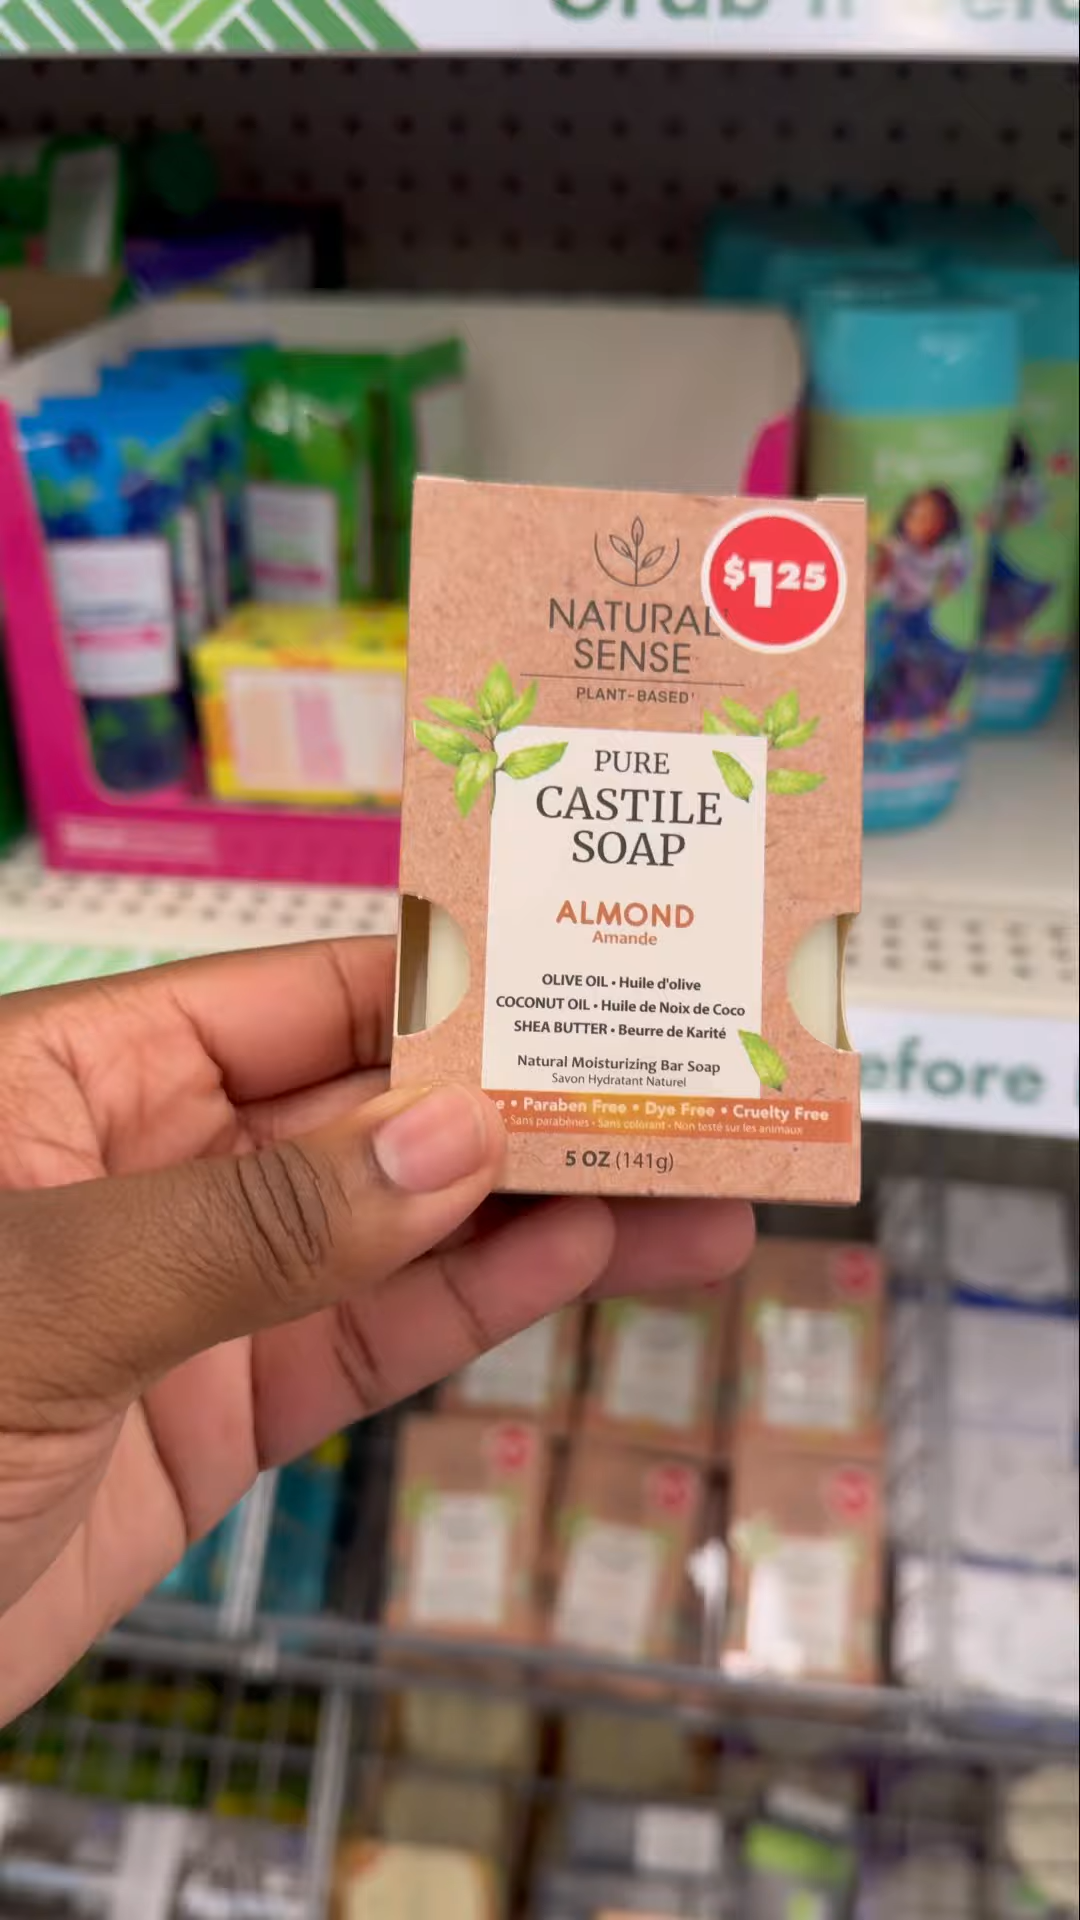 NATURAL
SENSE
PLANT-BASED
$1.25
PURE
CASTILE
SOAP
ALMOND
Amande
OLIVE OIL • Huile d'olive
COCONUT OIL • Huile de Noix de Coco
SHEA BUTTER • Beurre de Karité
Natural Moisturizing Bar Soap
Savon Hydratant Naturel
• Paraben Free • Dye Free • Cruelty Free
• Sans parabènes • Sans colorant • Non testé sur les animaux
5 OZ (141g)